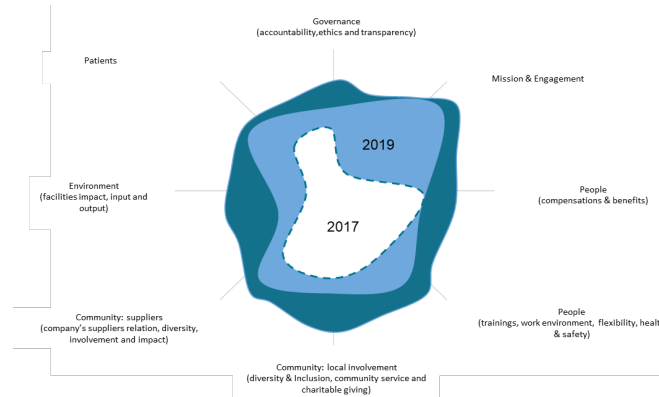 Governance
(accountability,ethics and transparency)
Patients
Mission & Engagement
2019
Environment
(facilities impact, input and
output)
People
(compensations & benefits)
2017
Community: suppliers
(company's suppliers relation, diversity,
involvement and impact)
People
(trainings, work environment, flexibility, healt
& safety)
Community: local involvement
(diversity & Inclusion, community service and
charitable giving)